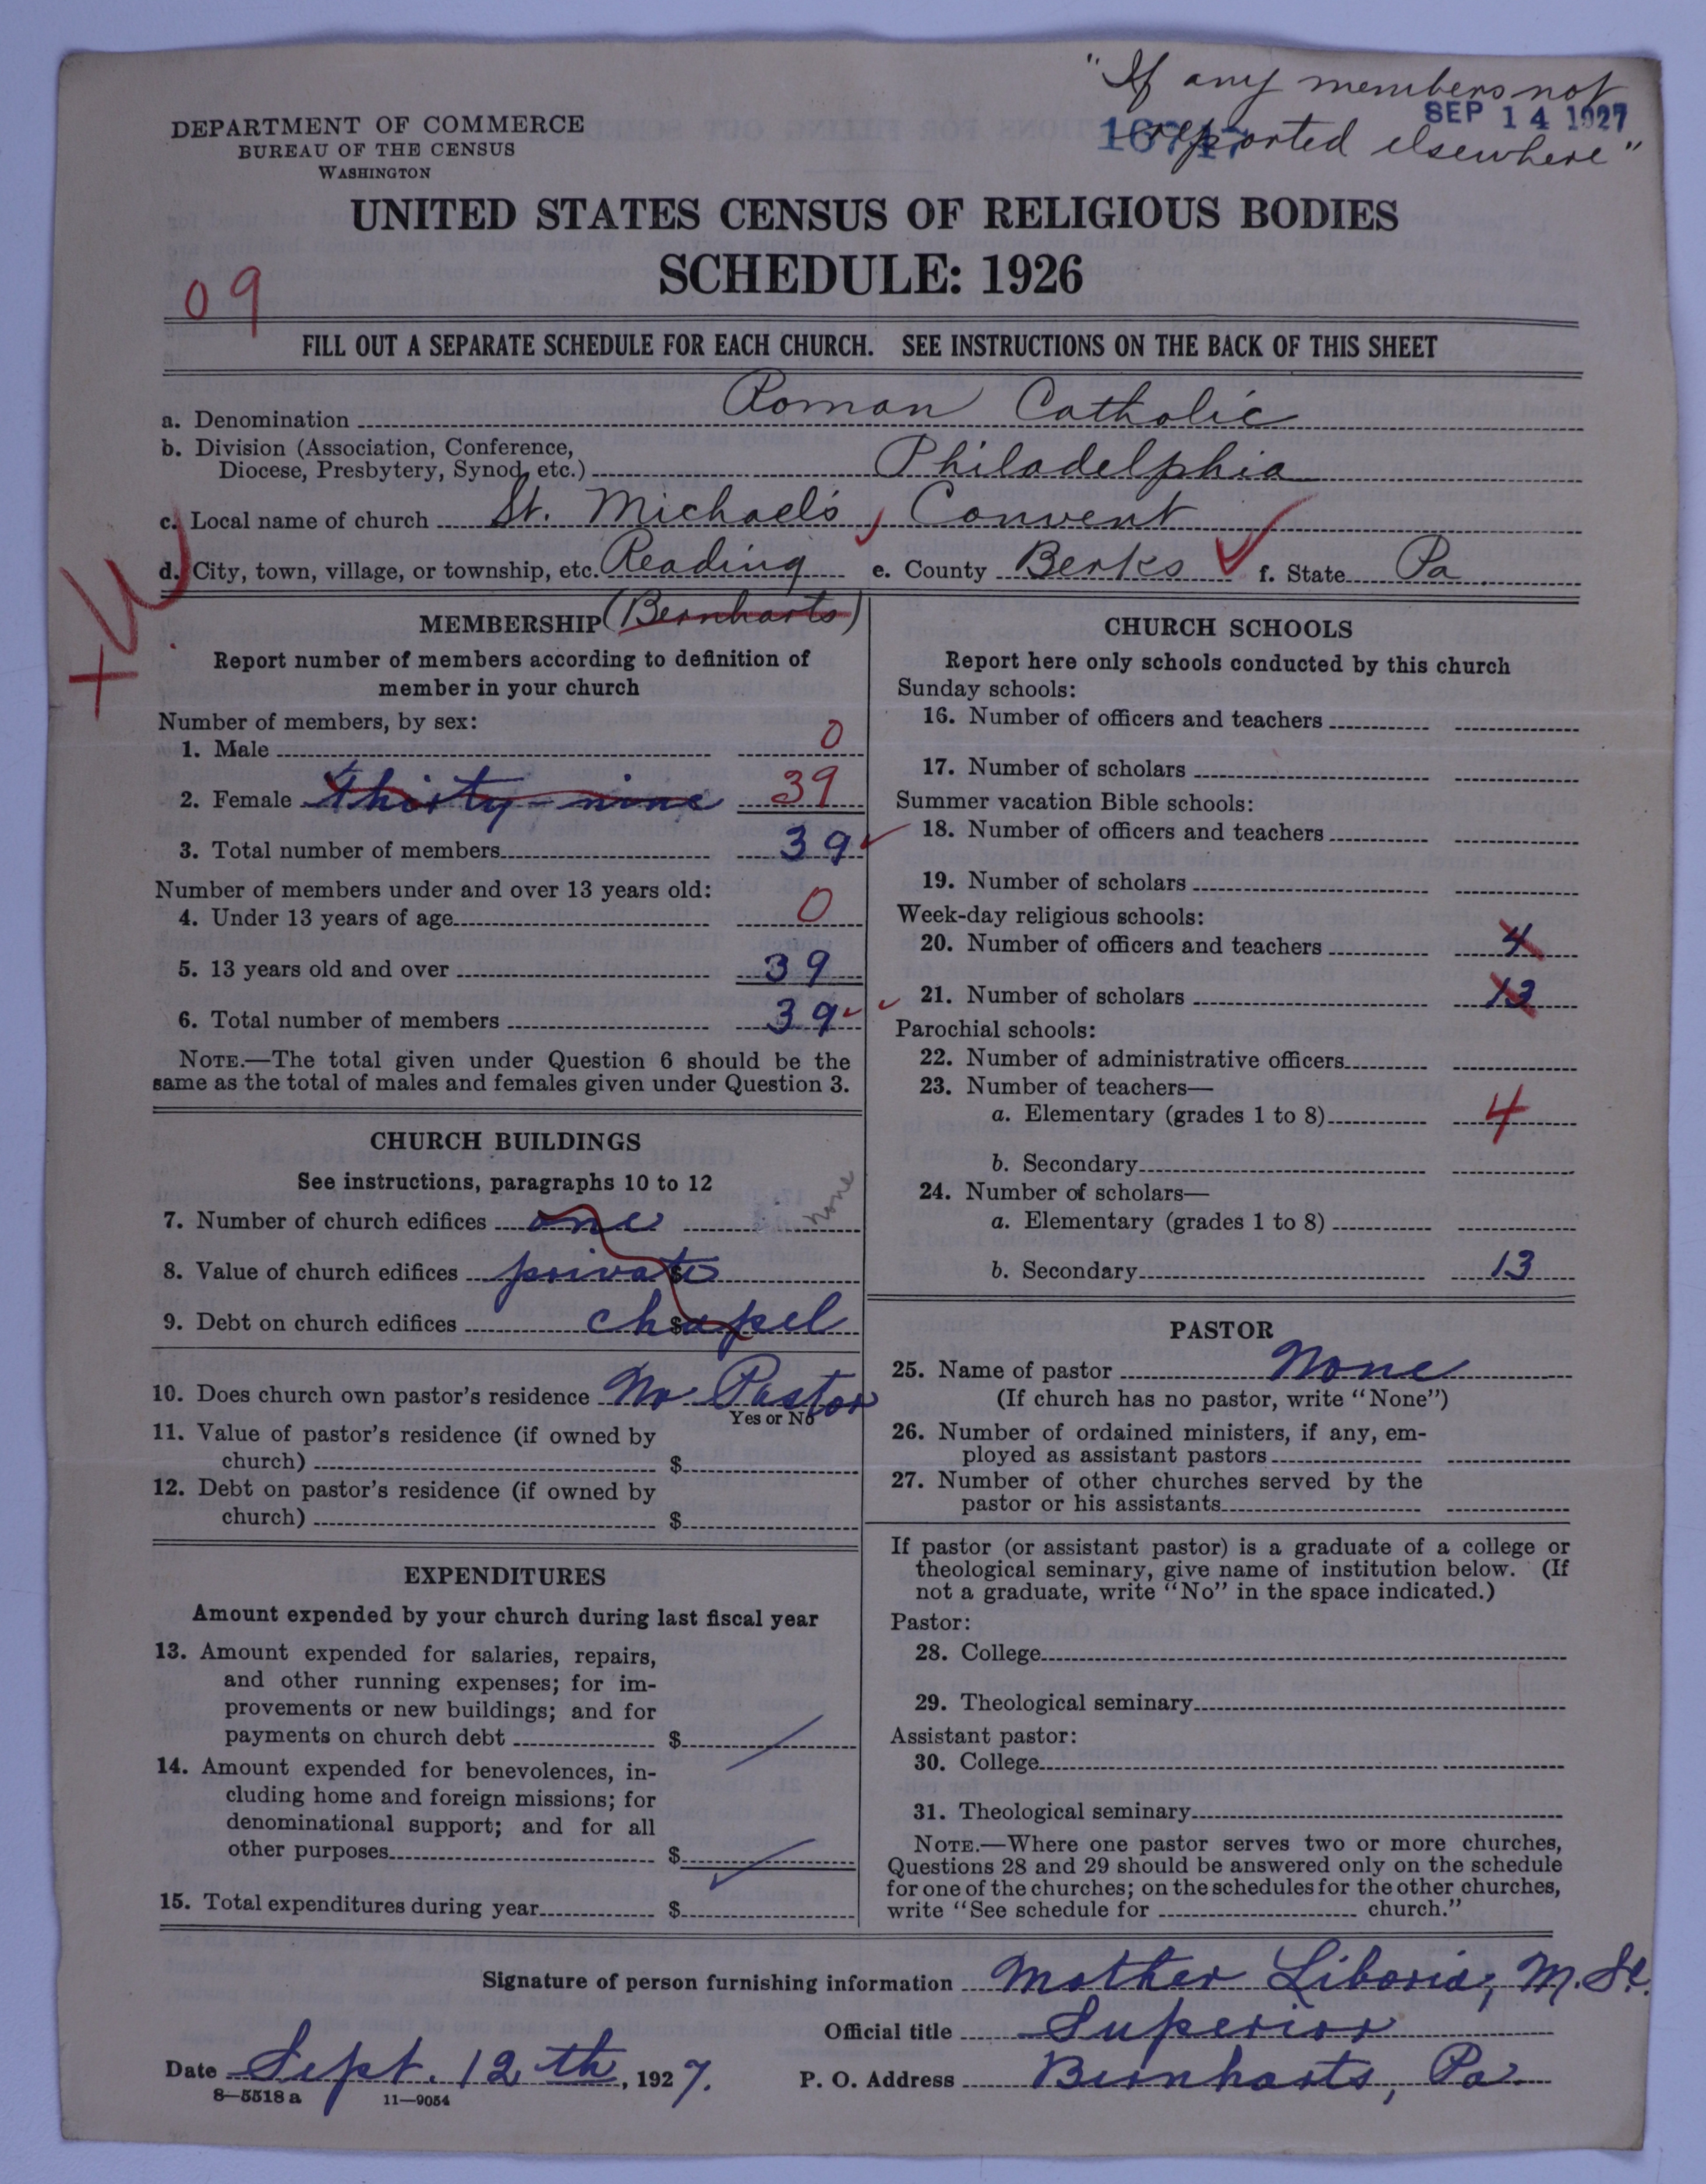 "If any members not
SEP 14 1927
16747
reported elsewhere"
DEPARTMENT OF COMMERCE
BUREAU OF THE CENSUS
WASHINGTON
UNITED STATES CENSUS OF RELIGIOUS BODIES
SCHEDULE: 1926
09
FILL OUT A SEPARATE SCHEDULE FOR EACH CHURCH. SEE INSTRUCTIONS ON THE BACK OF THIS SHEET
a. Denomination Roman Catholic
b. Division (Association, Conference,
Diocese, Presbytery, Synod, etc.) Philadelphia
c. Local name of church St. Michael's Convent
d. City, town, village, or township, etc. Reading e. County Berks f. State Pa
MEMBERSHIP (Bernharts)
Report number of members according to definition of
member in your church
Number of members, by sex:
1. Male 0
2. Female Thirty-nine 39
3. Total number of members 39
Number of members under and over 13 years old:
4. Under 13 years of age 0
5. 13 years old and over 39
6. Total number of members 39
NOTE.—The total given under Question 6 should be the
same as the total of males and females given under Question 3.
CHURCH BUILDINGS
See instructions, paragraphs 10 to 12
7. Number of church edifices one none
8. Value of church edifices private $
9. Debt on church edifices chapel $
10. Does church own pastor's residence No Pastor
Yes or No
11. Value of pastor's residence (if owned by
church) $
12. Debt on pastor's residence (if owned by
church) $
EXPENDITURES
Amount expended by your church during last fiscal year
13. Amount expended for salaries, repairs,
and other running expenses; for im-
provements or new buildings; and for
payments on church debt $
14. Amount expended for benevolences, in-
cluding home and foreign missions; for
denominational support; and for all
other purposes $
15. Total expenditures during year $
CHURCH SCHOOLS
Report here only schools conducted by this church
Sunday schools:
16. Number of officers and teachers
17. Number of scholars
Summer vacation Bible schools:
18. Number of officers and teachers
19. Number of scholars
Week-day religious schools:
20. Number of officers and teachers 4
21. Number of scholars 13
Parochial schools:
22. Number of administrative officers
23. Number of teachers—
a. Elementary (grades 1 to 8) 4
b. Secondary
24. Number of scholars—
a. Elementary (grades 1 to 8)
b. Secondary 13
PASTOR
25. Name of pastor None
(If church has no pastor, write "None")
26. Number of ordained ministers, if any, em-
ployed as assistant pastors
27. Number of other churches served by the
pastor or his assistants
If pastor (or assistant pastor) is a graduate of a college or
theological seminary, give name of institution below. (If
not a graduate, write "No" in the space indicated.)
Pastor:
28. College
29. Theological seminary
Assistant pastor:
30. College
31. Theological seminary
NOTE.—Where one pastor serves two or more churches,
Questions 28 and 29 should be answered only on the schedule
for one of the churches; on the schedules for the other churches,
write "See schedule for church."
Signature of person furnishing information Mother Liboria, M. Sl.
Official title Superior
Date Sept. 12th, 1927. P. O. Address Bernharts, Pa
8—5518 a 11—9054